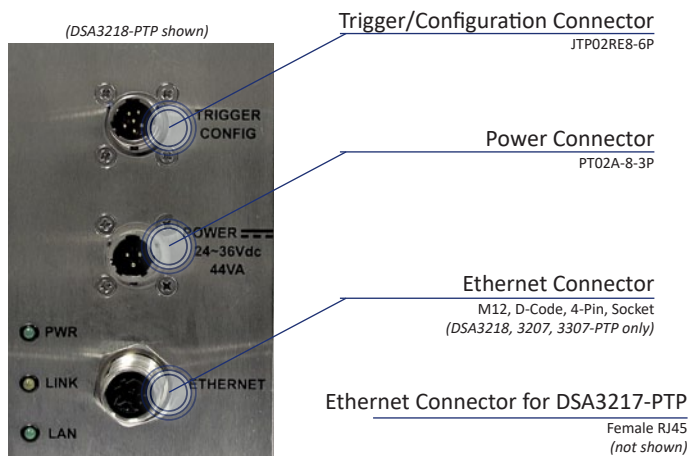 (DSA3218-PTP shown)
Trigger/Configuration Connector
JTP02RE8-6P
TRIGGER
CONFIG
Power Connector
PT02A-8-3P
POWER
24~36Vdc
44VA
Ethernet Connector
M12, D-Code, 4-Pin, Socket
(DSA3218, 3207, 3307-PTP only)
PWR
LINK
ETHERNET
LAN
Ethernet Connector for DSA3217-PTP
Female RJ45
(not shown)